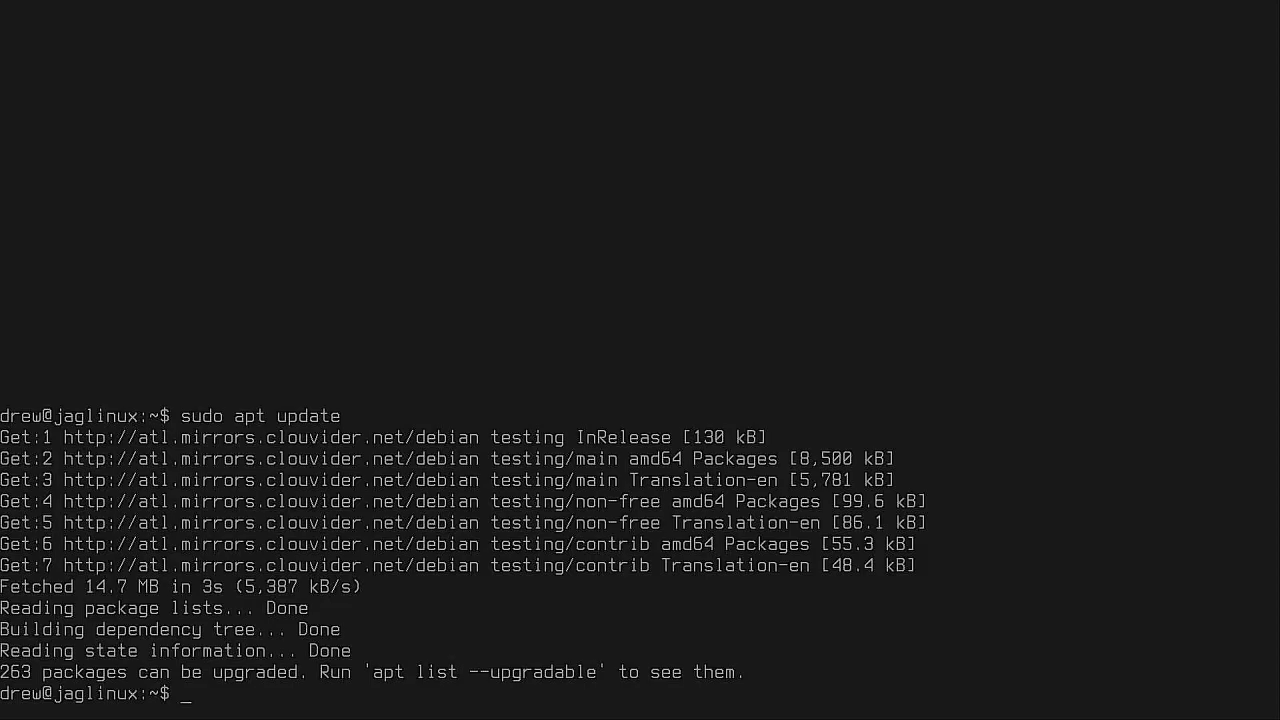 drew@jaglinux:~$ sudo apt update
Get:1 http://atl.mirrors.clouvider.net/debian testing InRelease [130 kB]
Get:2 http://atl.mirrors.clouvider.net/debian testing/main amd64 Packages [8,500 kB]
Get:3 http://atl.mirrors.clouvider.net/debian testing/main Translation-en [5,781 kB]
Get:4 http://atl.mirrors.clouvider.net/debian testing/non-free amd64 Packages [99.6 kB]
Get:5 http://atl.mirrors.clouvider.net/debian testing/non-free Translation-en [86.1 kB]
Get:6 http://atl.mirrors.clouvider.net/debian testing/contrib amd64 Packages [55.3 kB]
Get:7 http://atl.mirrors.clouvider.net/debian testing/contrib Translation-en [48.4 kB]
Fetched 14.7 MB in 3s (5,387 kB/s)
Reading package lists... Done
Building dependency tree... Done
Reading state information... Done
263 packages can be upgraded. Run 'apt list --upgradable' to see them.
drew@jaglinux:~$ _